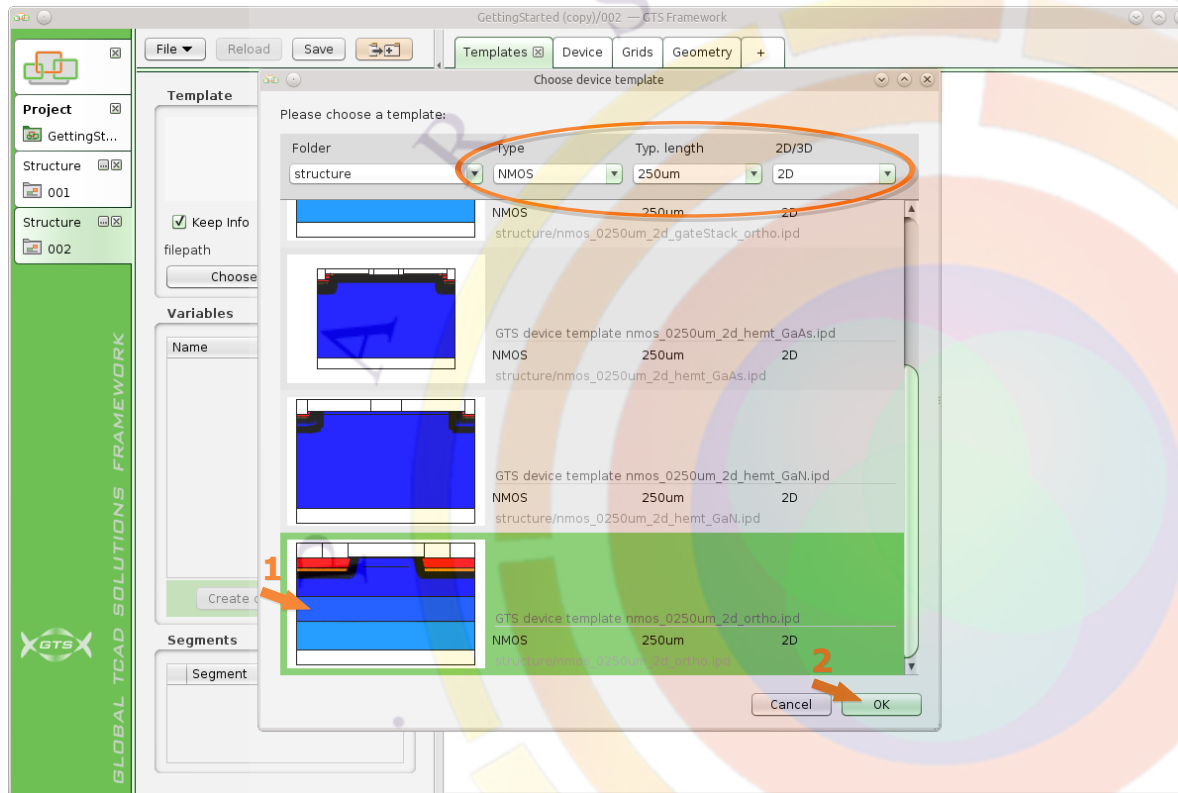 GettingStarted (copy)/002 — GTS Framework
File Reload Save
Templates Device Grids Geometry +
Project
GettingSt...
Structure
001
Structure
002
GLOBAL TCAD SOLUTIONS FRAMEWORK
GTS
Template
Keep Info
filepath
Choose
Variables
Name
Create
Segments
Segment
Choose device template
Please choose a template:
Folder Type Typ. length 2D/3D
structure NMOS 250um 2D
NMOS 250um 2D
structure/nmos_0250um_2d_gateStack_ortho.ipd
GTS device template nmos_0250um_2d_hemt_GaAs.ipd
NMOS 250um 2D
structure/nmos_0250um_2d_hemt_GaAs.ipd
GTS device template nmos_0250um_2d_hemt_GaN.ipd
NMOS 250um 2D
structure/nmos_0250um_2d_hemt_GaN.ipd
1
GTS device template nmos_0250um_2d_ortho.ipd
NMOS 250um 2D
structure/nmos_0250um_2d_ortho.ipd
2
Cancel OK